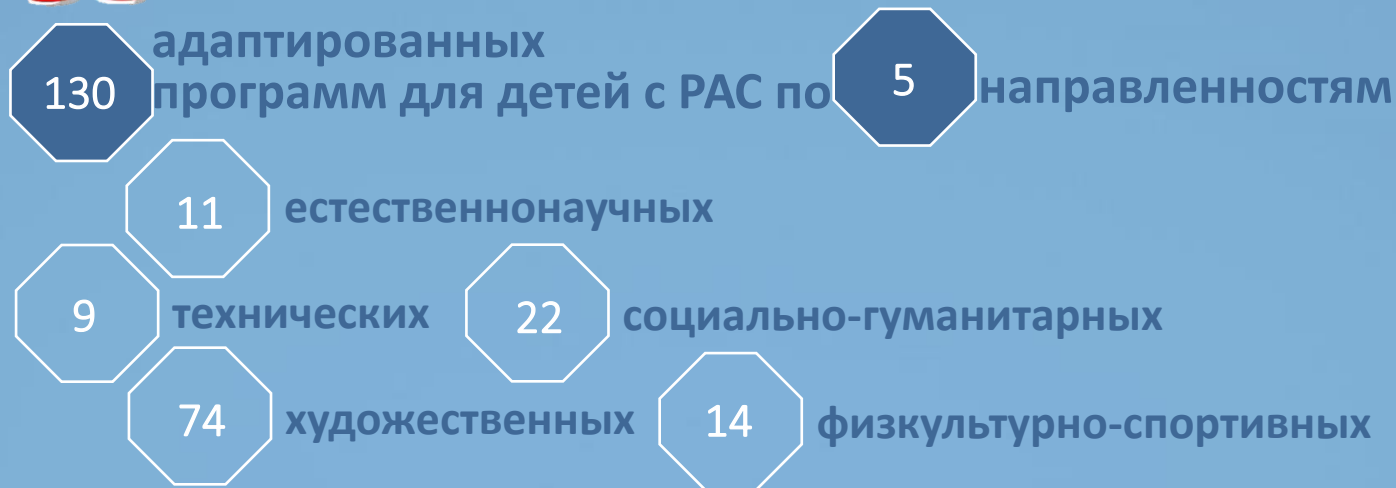 адаптированных
130 программ для детей с РАС по 5 направленностям
11 естественнонаучных
9 технических 22 социально-гуманитарных
74 художественных 14 физкультурно-спортивных